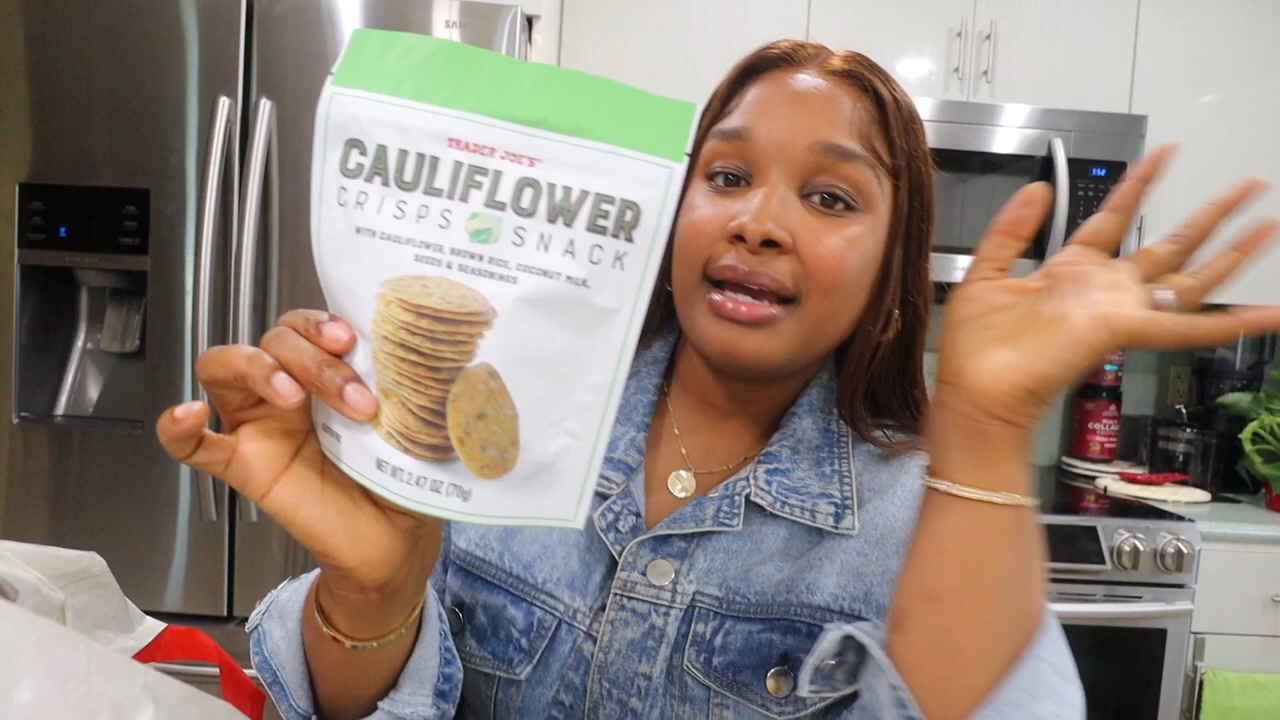 TRADER JOE'S
CAULIFLOWER
CRISPS SNACK
WITH CAULIFLOWER, BROWN RICE, COCONUT MILK,
SEEDS & SEASONINGS
NET WT. 2.47 OZ (70g)
COLLAGEN